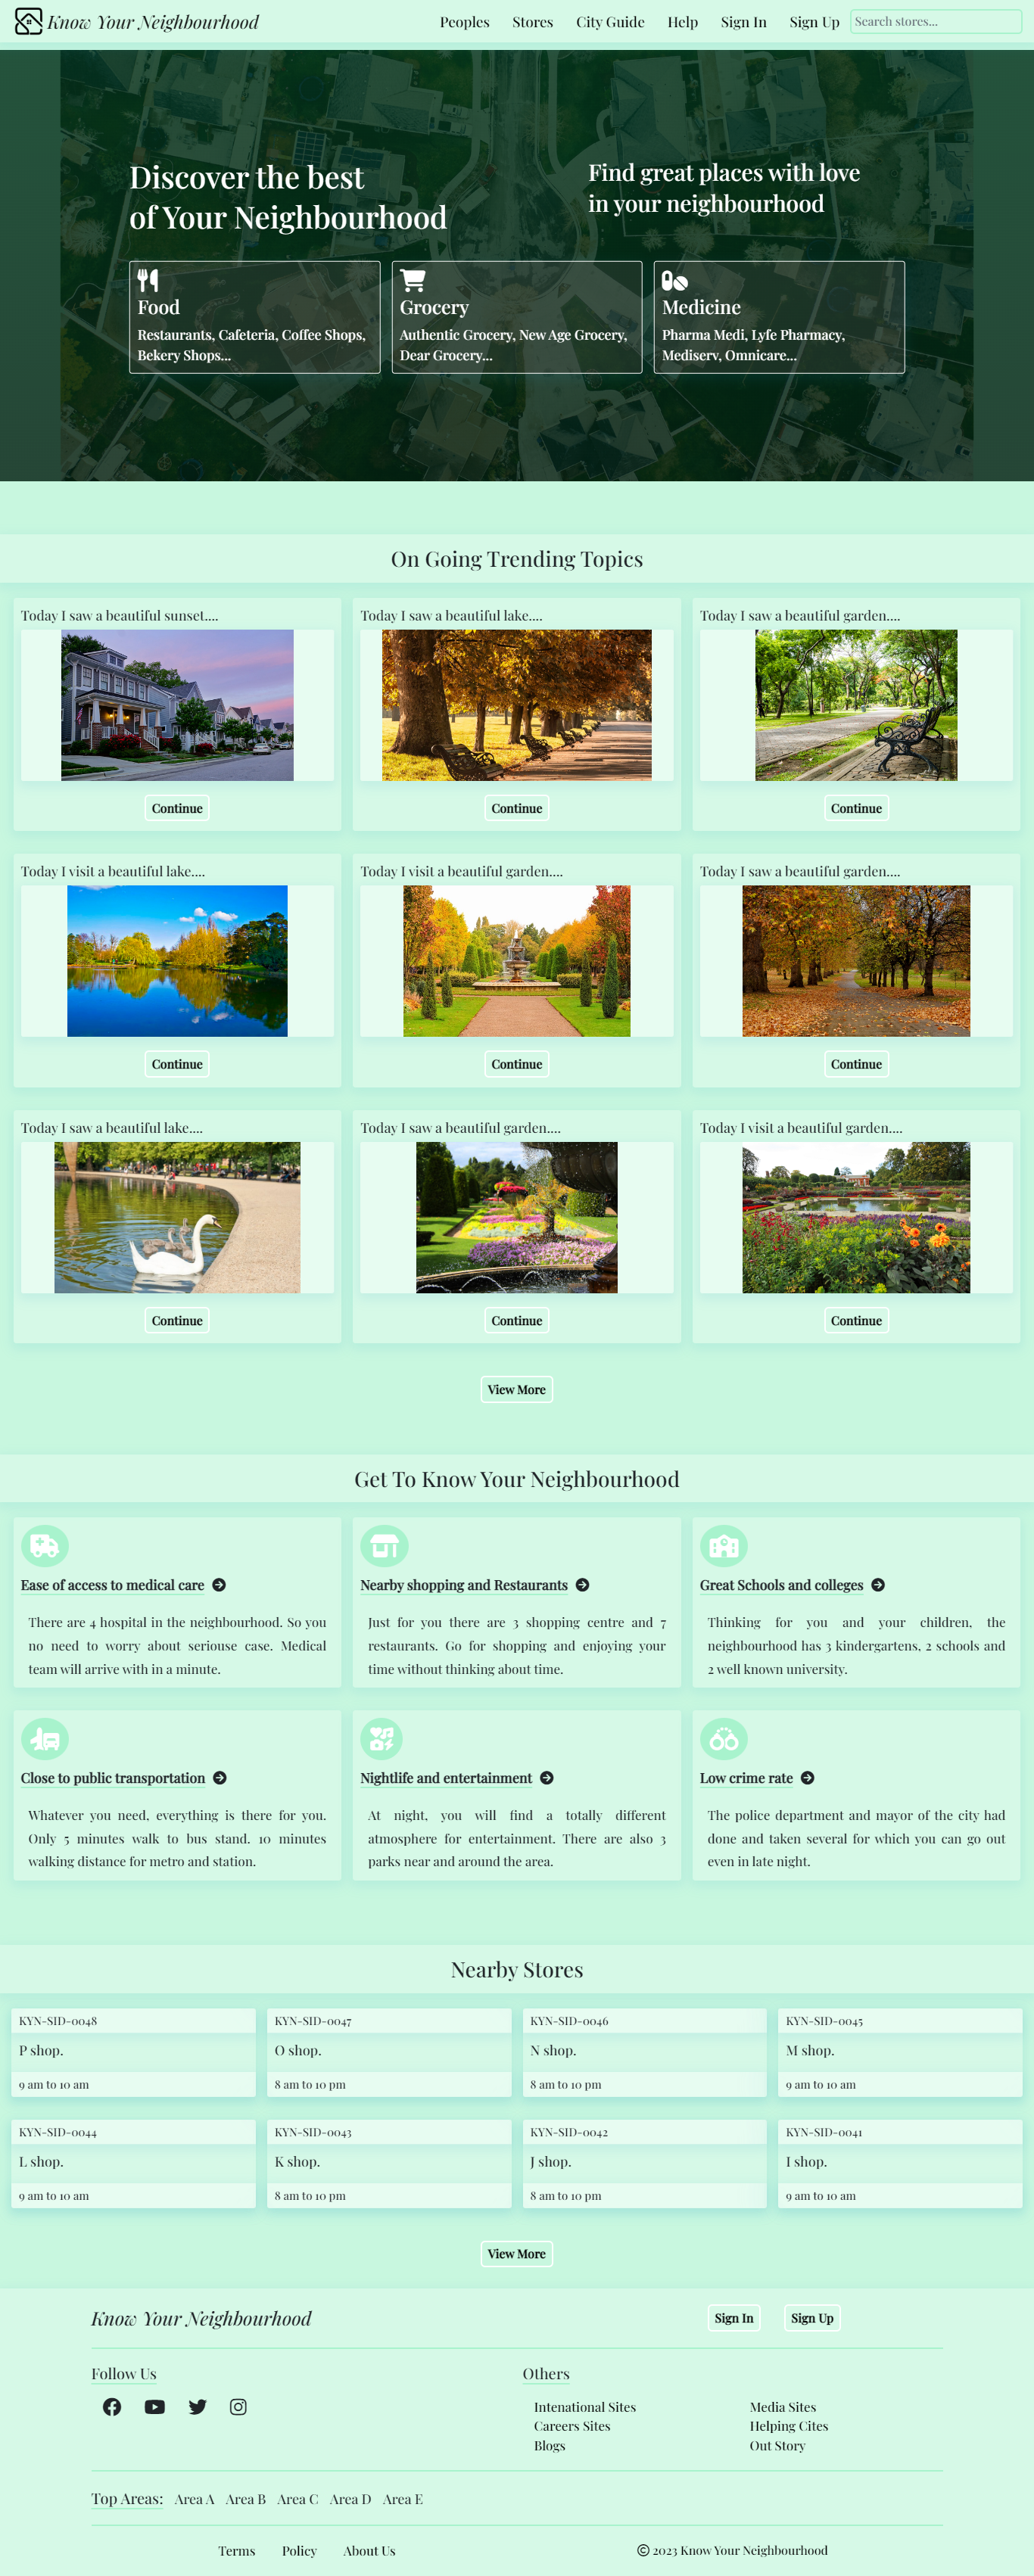 Know Your Neighbourhood
Peoples
Stores
City Guide
Help
Sign In
Sign Up
Search stores...
Discover the best
of Your Neighbourhood
Find great places with love
in your neighbourhood
Food
Restaurants, Cafeteria, Coffee Shops,
Bekery Shops...
Grocery
Authentic Grocery, New Age Grocery,
Dear Grocery...
Medicine
Pharma Medi, Lyfe Pharmacy,
Mediserv, Omnicare...
On Going Trending Topics
Today I saw a beautiful sunset....
Continue
Today I saw a beautiful lake....
Continue
Today I saw a beautiful garden....
Continue
Today I visit a beautiful lake....
Continue
Today I visit a beautiful garden....
Continue
Today I saw a beautiful garden....
Continue
Today I saw a beautiful lake....
Continue
Today I saw a beautiful garden....
Continue
Today I visit a beautiful garden....
Continue
View More
Get To Know Your Neighbourhood
Ease of access to medical care
There are 4 hospital in the neighbourhood. So you
no need to worry about seriouse case. Medical
team will arrive with in a minute.
Nearby shopping and Restaurants
Just for you there are 3 shopping centre and 7
restaurants. Go for shopping and enjoying your
time without thinking about time.
Great Schools and colleges
Thinking for you and your children, the
neighbourhood has 3 kindergartens, 2 schools and
2 well known university.
Close to public transportation
Whatever you need, everything is there for you.
Only 5 minutes walk to bus stand. 10 minutes
walking distance for metro and station.
Nightlife and entertainment
At night, you will find a totally different
atmosphere for entertainment. There are also 3
parks near and around the area.
Low crime rate
The police department and mayor of the city had
done and taken several for which you can go out
even in late night.
Nearby Stores
KYN-SID-0048
P shop.
9 am to 10 am
KYN-SID-0047
O shop.
8 am to 10 pm
KYN-SID-0046
N shop.
8 am to 10 pm
KYN-SID-0045
M shop.
9 am to 10 am
KYN-SID-0044
L shop.
9 am to 10 am
KYN-SID-0043
K shop.
8 am to 10 pm
KYN-SID-0042
J shop.
8 am to 10 pm
KYN-SID-0041
I shop.
9 am to 10 am
View More
Know Your Neighbourhood
Sign In
Sign Up
Follow Us
Others
Intenational Sites
Careers Sites
Blogs
Media Sites
Helping Cites
Out Story
Top Areas:
Area A
Area B
Area C
Area D
Area E
Terms
Policy
About Us
© 2023 Know Your Neighbourhood